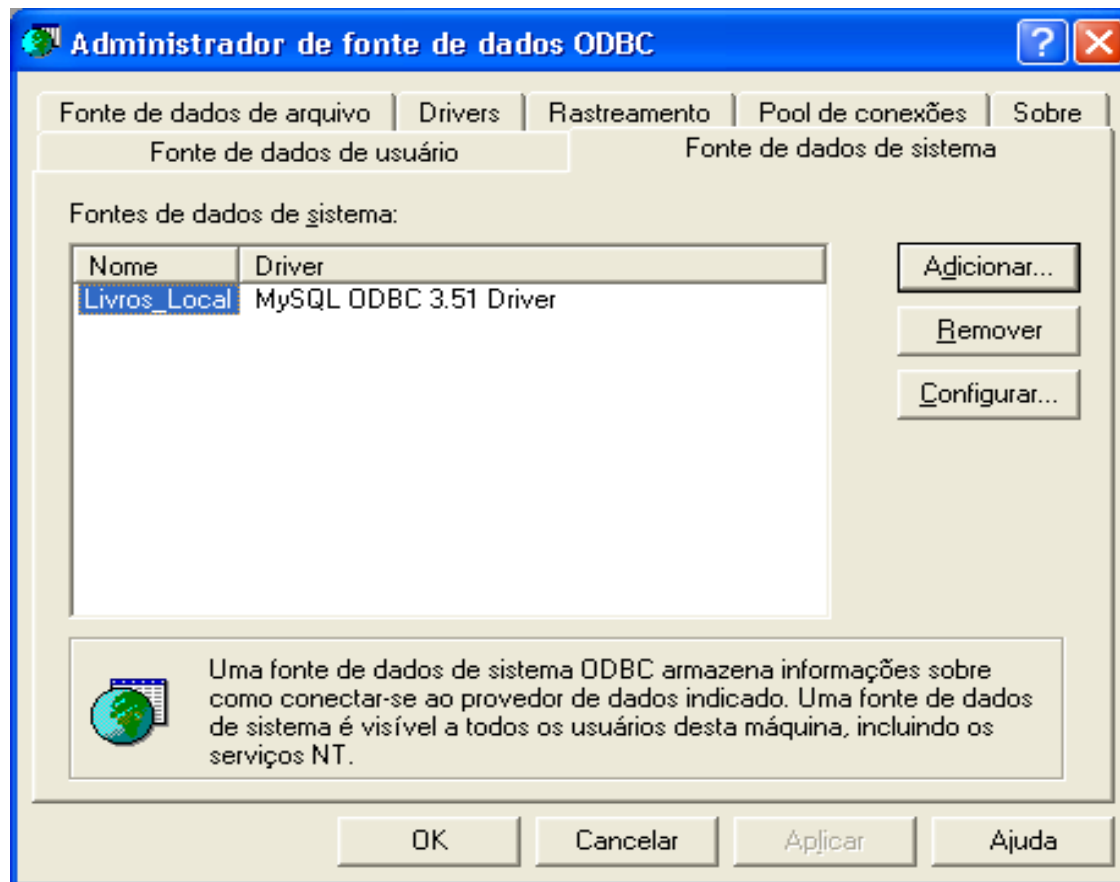 Administrador de fonte de dados ODBC
Fonte de dados de arquivo Drivers Rastreamento Pool de conexões Sobre
Fonte de dados de usuário Fonte de dados de sistema
Fontes de dados de sistema:
Nome Driver Adicionar...
Livros_Local MySQL ODBC 3.51 Driver
Remover
Configurar...
Uma fonte de dados de sistema ODBC armazena informações sobre
como conectar-se ao provedor de dados indicado. Uma fonte de dados
de sistema é visível a todos os usuários desta máquina, incluindo os
serviços NT.
OK Cancelar Aplicar Ajuda